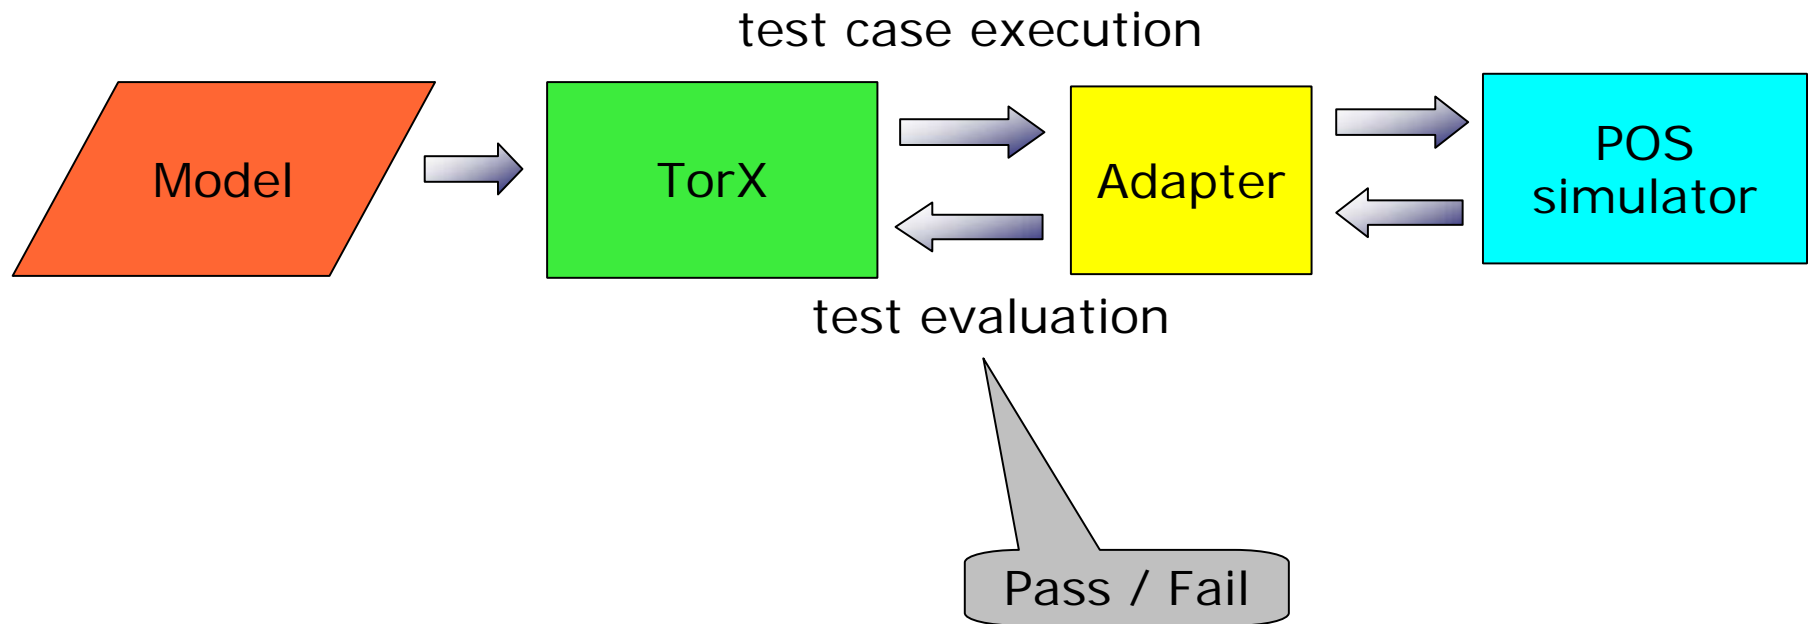 test case execution
Model
TorX
Adapter
POS
simulator
test evaluation
Pass / Fail